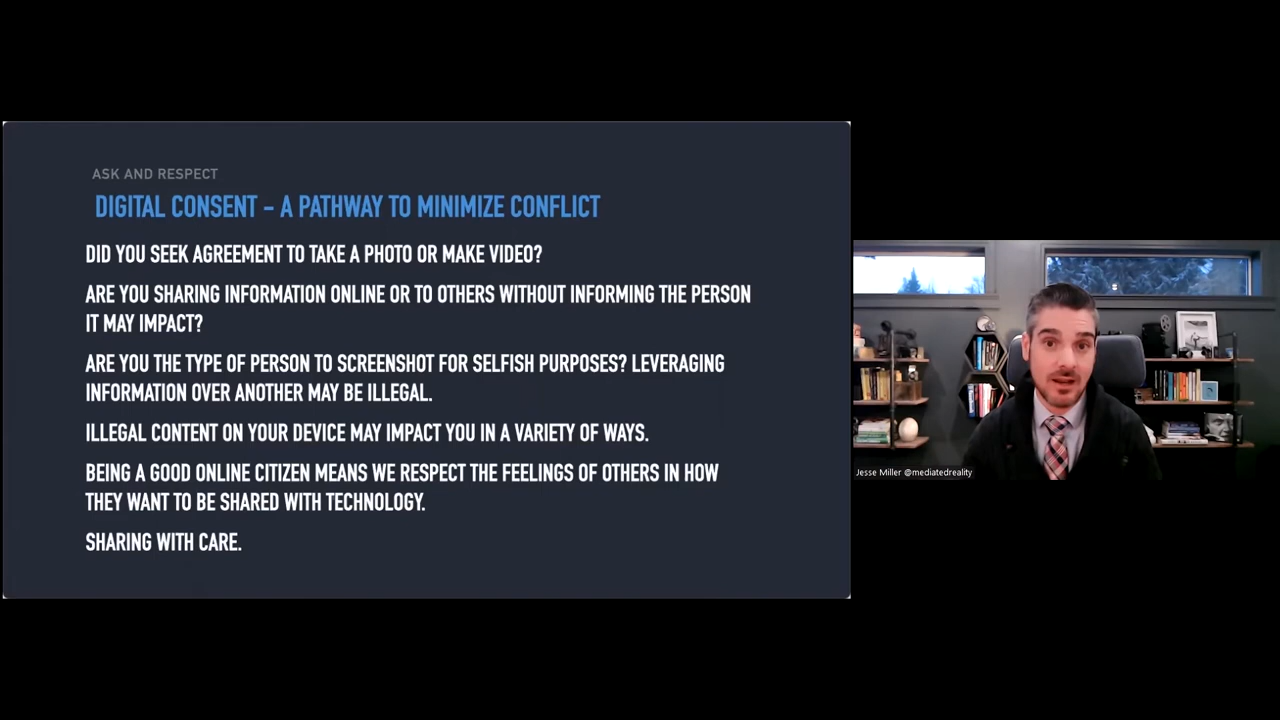 ASK AND RESPECT
DIGITAL CONSENT – A PATHWAY TO MINIMIZE CONFLICT
DID YOU SEEK AGREEMENT TO TAKE A PHOTO OR MAKE VIDEO?
ARE YOU SHARING INFORMATION ONLINE OR TO OTHERS WITHOUT INFORMING THE PERSON
IT MAY IMPACT?
ARE YOU THE TYPE OF PERSON TO SCREENSHOT FOR SELFISH PURPOSES? LEVERAGING
INFORMATION OVER ANOTHER MAY BE ILLEGAL.
ILLEGAL CONTENT ON YOUR DEVICE MAY IMPACT YOU IN A VARIETY OF WAYS.
BEING A GOOD ONLINE CITIZEN MEANS WE RESPECT THE FEELINGS OF OTHERS IN HOW
THEY WANT TO BE SHARED WITH TECHNOLOGY.
SHARING WITH CARE.
Jesse Miller @mediatedreality